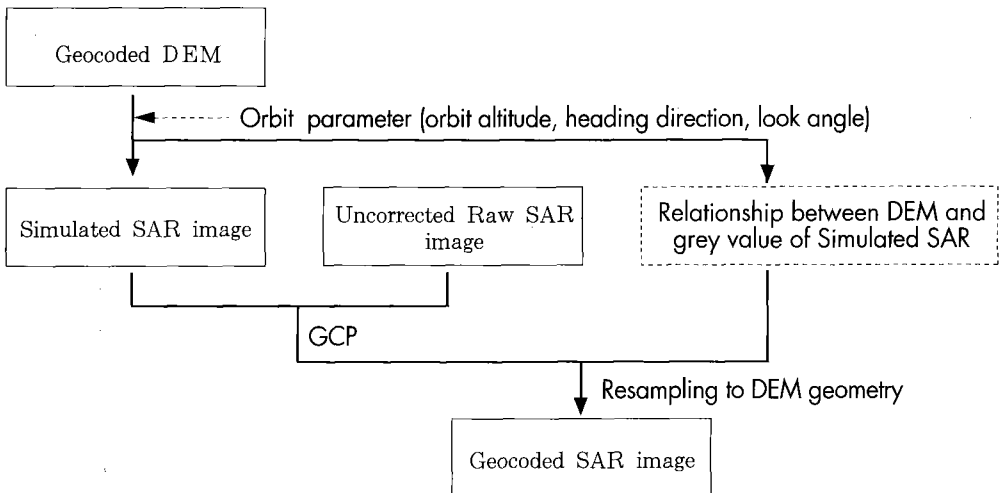 Geocoded DEM
Orbit parameter (orbit altitude, heading direction, look angle)
Simulated SAR image
Uncorrected Raw SAR
image
Relationship between DEM and
grey value of Simulated SAR
GCP
Resampling to DEM geometry
Geocoded SAR image